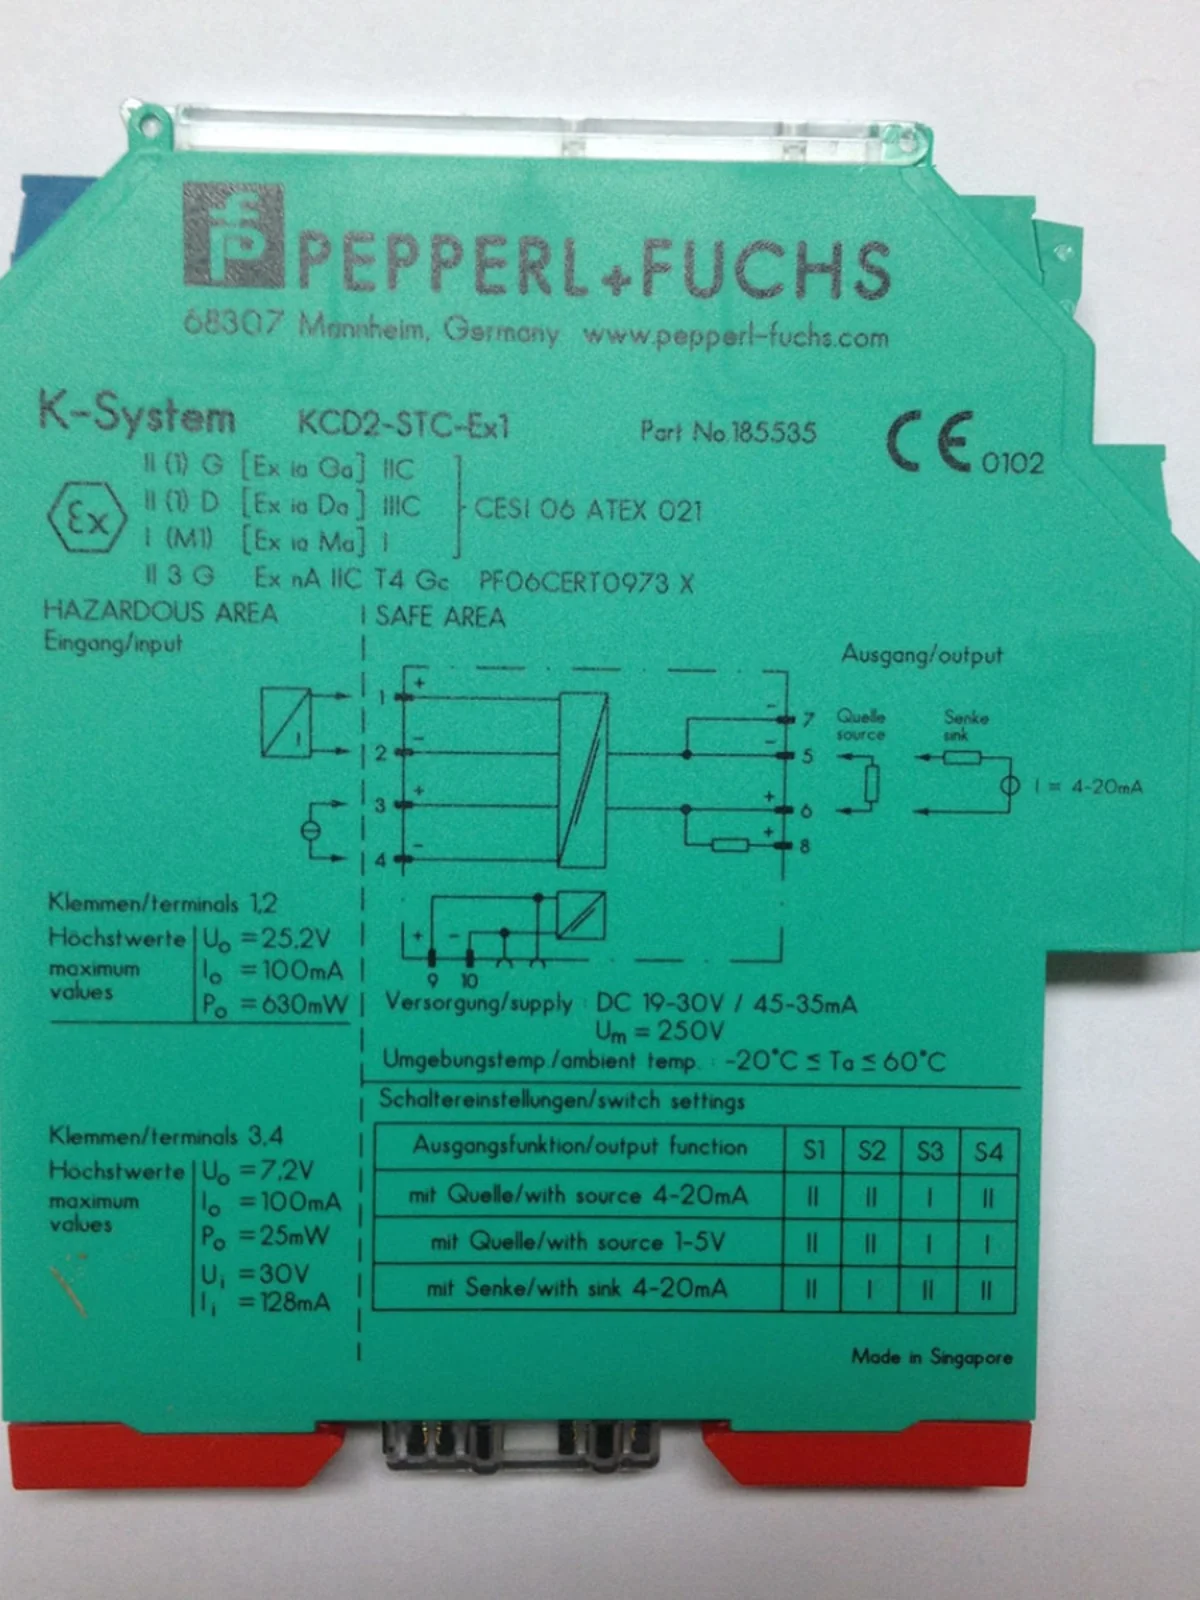 PEPPERL+FUCHS
68307 Mannheim, Germany www.pepperl-fuchs.com
K-System KCD2-STC-Ex1 Part No.185535 CE 0102
II (1) G [Ex ia Ga] IIC
II (1) D [Ex ia Da] IIIC CESI 06 ATEX 021
Ex I (M1) [Ex ia Ma] I
II 3 G Ex nA IIC T4 Gc PF06CERT0973 X
HAZARDOUS AREA SAFE AREA
Eingang/input
Ausgang/output
1 + - 7 Quelle Senke
source sink
I 2 - - 5
3 + + 6 I = 4-20mA
4 - + 8
Klemmen/terminals 1,2
Höchstwerte Uo =25,2V
maximum Io =100mA
values Po =630mW
+ -
9 10
Versorgung/supply : DC 19-30V / 45-35mA
Um = 250V
Umgebungstemp./ambient temp. : -20°C ≤ Ta ≤ 60°C
Schaltereinstellungen/switch settings
Klemmen/terminals 3,4
Höchstwerte Uo =7,2V
maximum Io =100mA
values Po =25mW
Ui =30V
Ii =128mA
Ausgangsfunktion/output function S1 S2 S3 S4
mit Quelle/with source 4-20mA II II I II
mit Quelle/with source 1-5V II II I I
mit Senke/with sink 4-20mA II I II II
Made in Singapore